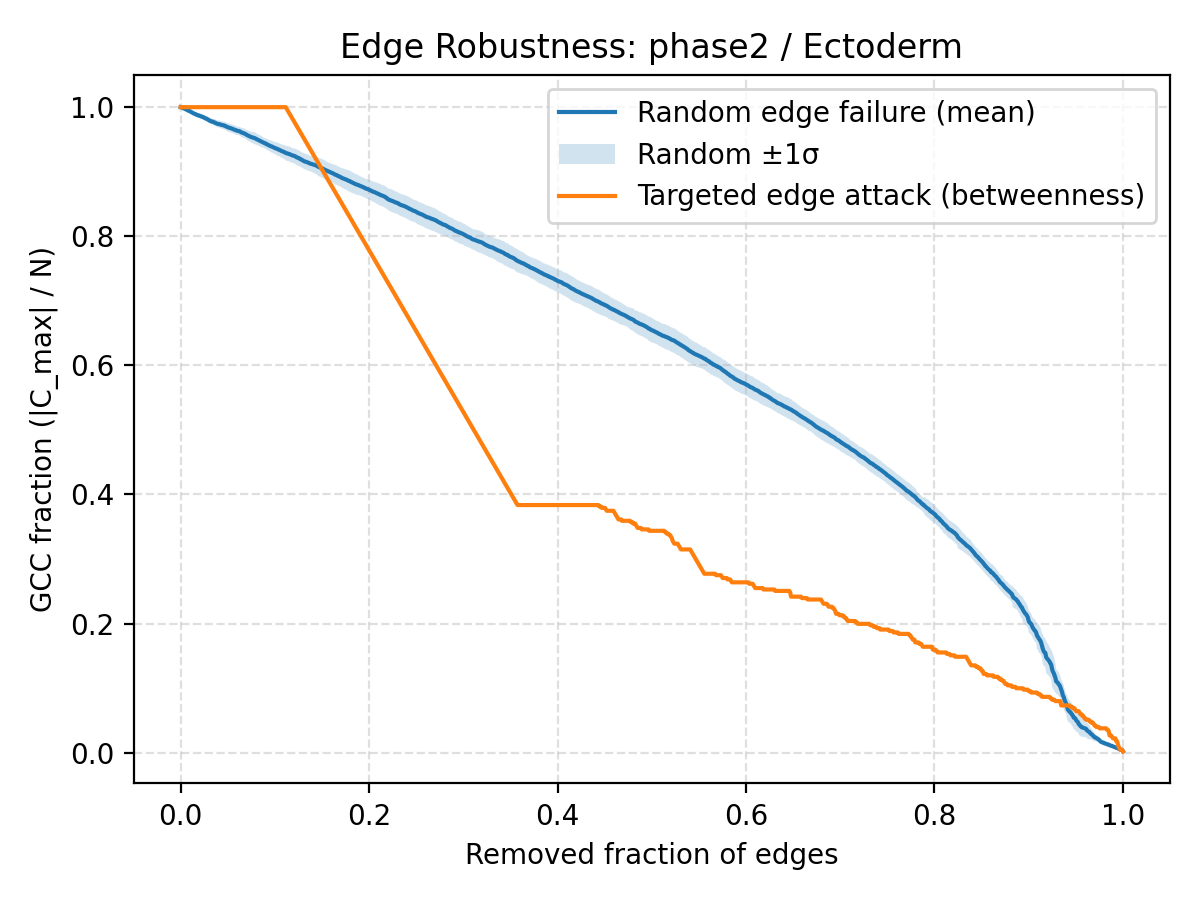 Edge Robustness: phase2 / Ectoderm
Random edge failure (mean)
Random ±1σ
Targeted edge attack (betweenness)
GCC fraction (|C_max| / N)
1.0
0.8
0.6
0.4
0.2
0.0
0.0 0.2 0.4 0.6 0.8 1.0
Removed fraction of edges